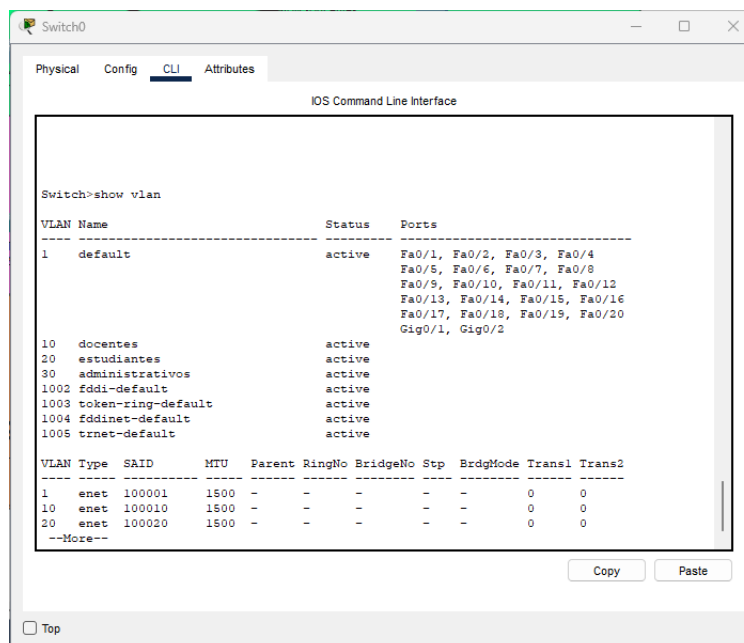 Switch0
Physical Config CLI Attributes
IOS Command Line Interface
Switch>show vlan
VLAN Name Status Ports
---- -------------------------------- --------- -------------------------------
1 default active Fa0/1, Fa0/2, Fa0/3, Fa0/4
Fa0/5, Fa0/6, Fa0/7, Fa0/8
Fa0/9, Fa0/10, Fa0/11, Fa0/12
Fa0/13, Fa0/14, Fa0/15, Fa0/16
Fa0/17, Fa0/18, Fa0/19, Fa0/20
Gig0/1, Gig0/2
10 docentes active
20 estudiantes active
30 administrativos active
1002 fddi-default active
1003 token-ring-default active
1004 fddinet-default active
1005 trnet-default active
VLAN Type SAID MTU Parent RingNo BridgeNo Stp BrdgMode Trans1 Trans2
---- ----- ---------- ----- ------ ------ -------- ---- -------- ------ ------
1 enet 100001 1500 - - - - - 0 0
10 enet 100010 1500 - - - - - 0 0
20 enet 100020 1500 - - - - - 0 0
--More--
Copy Paste
Top